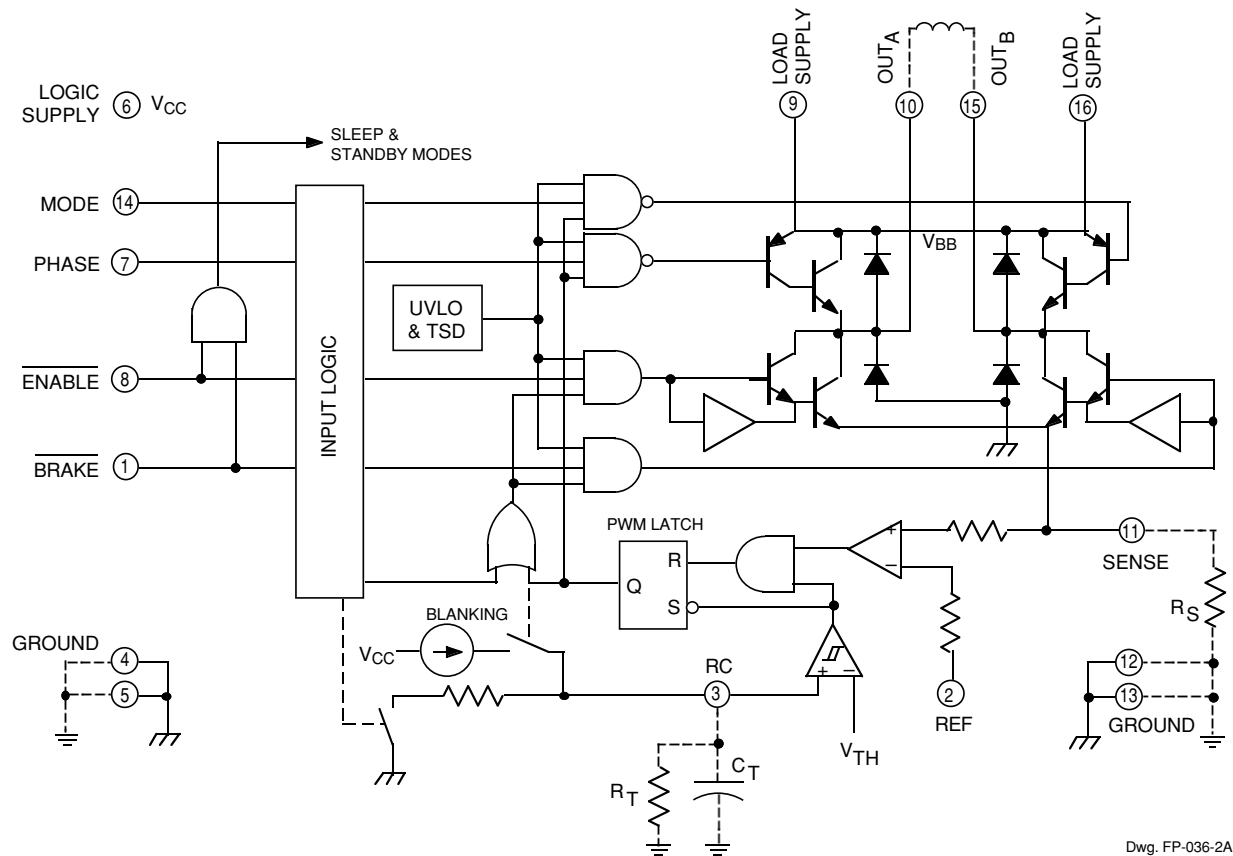 LOAD
SUPPLY
9
OUTA
10
OUTB
15
LOAD
SUPPLY
16
LOGIC
SUPPLY
6
VCC
SLEEP &
STANDBY MODES
MODE
14
PHASE
7
ENABLE
8
BRAKE
1
INPUT LOGIC
UVLO
& TSD
VBB
PWM LATCH
R
Q
S
+
–
11
SENSE
RS
BLANKING
VCC
RC
3
+
–
VTH
2
REF
GROUND
4
5
12
13
GROUND
RT
CT
Dwg. FP-036-2A